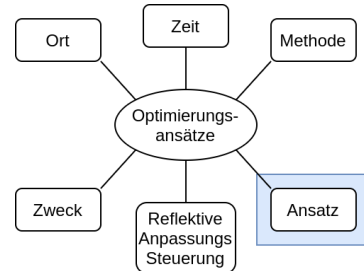 Ort
Zeit
Methode
Optimierungs-
ansätze
Zweck
Reflektive
Anpassungs
Steuerung
Ansatz